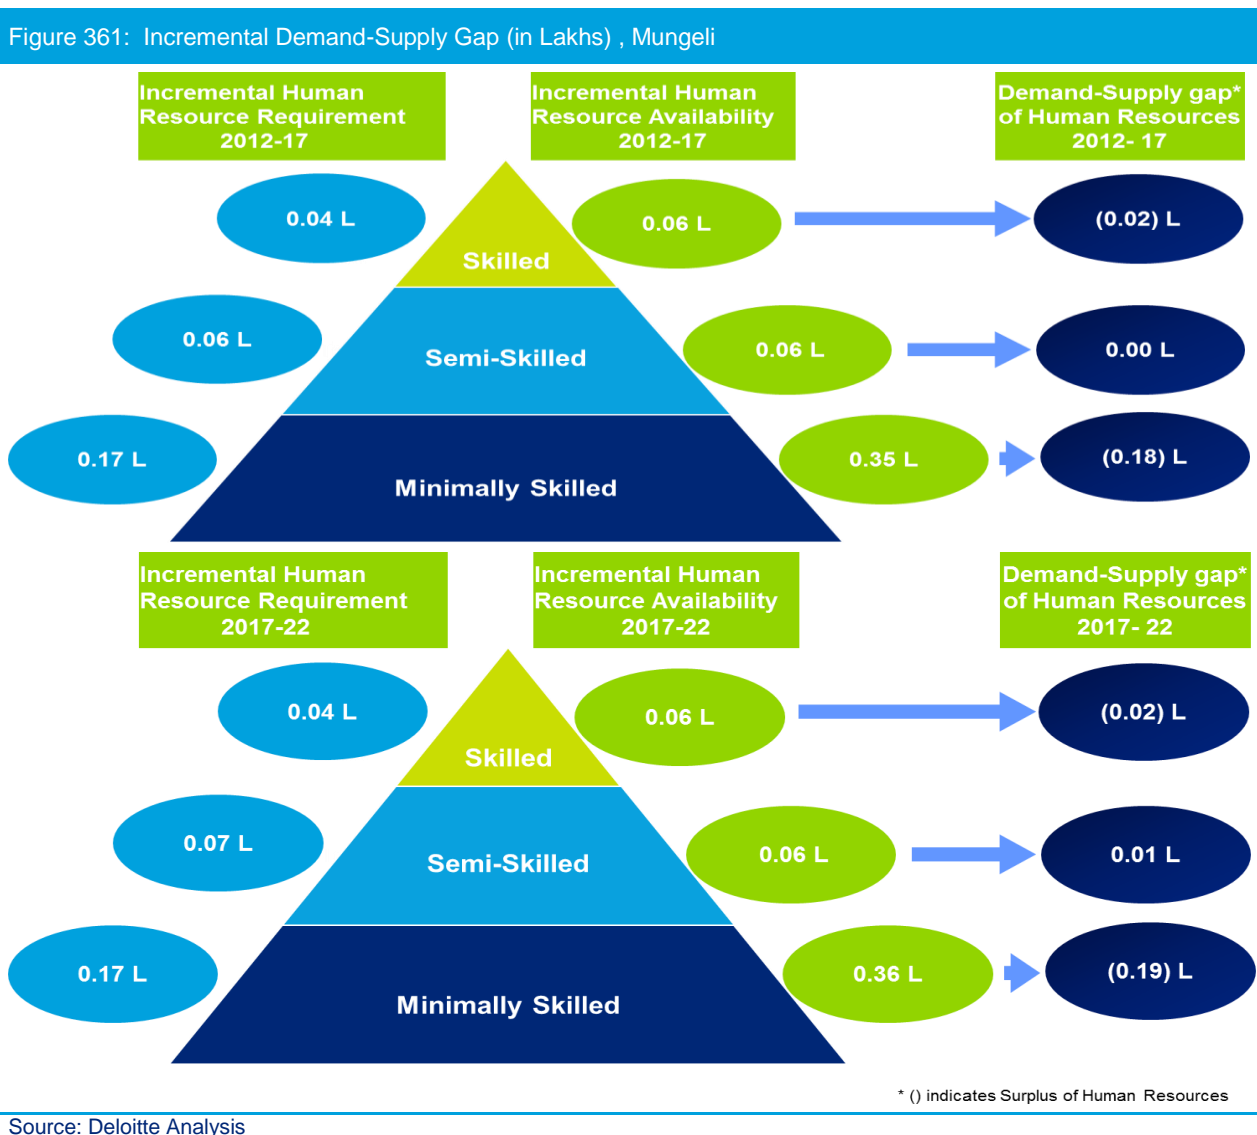 Figure 361:  Incremental Demand-Supply Gap (in Lakhs) , Mungeli
Incremental Human
Resource Requirement
2012-17
Incremental Human
Resource Availability
2012-17
Demand-Supply gap*
of Human Resources
2012- 17
0.04 L
0.06 L
(0.02) L
Skilled
0.06 L
Semi-Skilled
0.06 L
0.00 L
0.17 L
Minimally Skilled
0.35 L
(0.18) L
Incremental Human
Resource Requirement
2017-22
Incremental Human
Resource Availability
2017-22
Demand-Supply gap*
of Human Resources
2017- 22
0.04 L
0.06 L
(0.02) L
Skilled
0.07 L
Semi-Skilled
0.06 L
0.01 L
0.17 L
Minimally Skilled
0.36 L
(0.19) L
* () indicates Surplus of Human Resources
Source: Deloitte Analysis